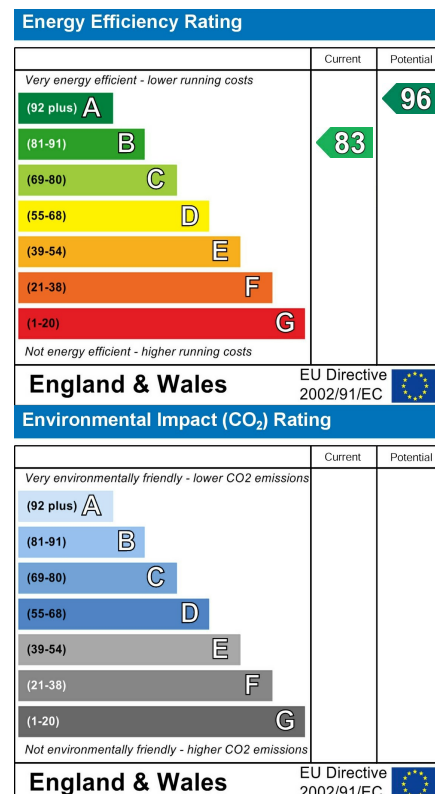 Energy Efficiency Rating
Current Potential
Very energy efficient - lower running costs
(92 plus) A
96
(81-91) B
83
(69-80) C
(55-68) D
(39-54) E
(21-38) F
(1-20) G
Not energy efficient - higher running costs
England & Wales
EU Directive
2002/91/EC
Environmental Impact (CO₂) Rating
Current Potential
Very environmentally friendly - lower CO2 emissions
(92 plus) A
(81-91) B
(69-80) C
(55-68) D
(39-54) E
(21-38) F
(1-20) G
Not environmentally friendly - higher CO2 emissions
England & Wales
EU Directive
2002/91/EC